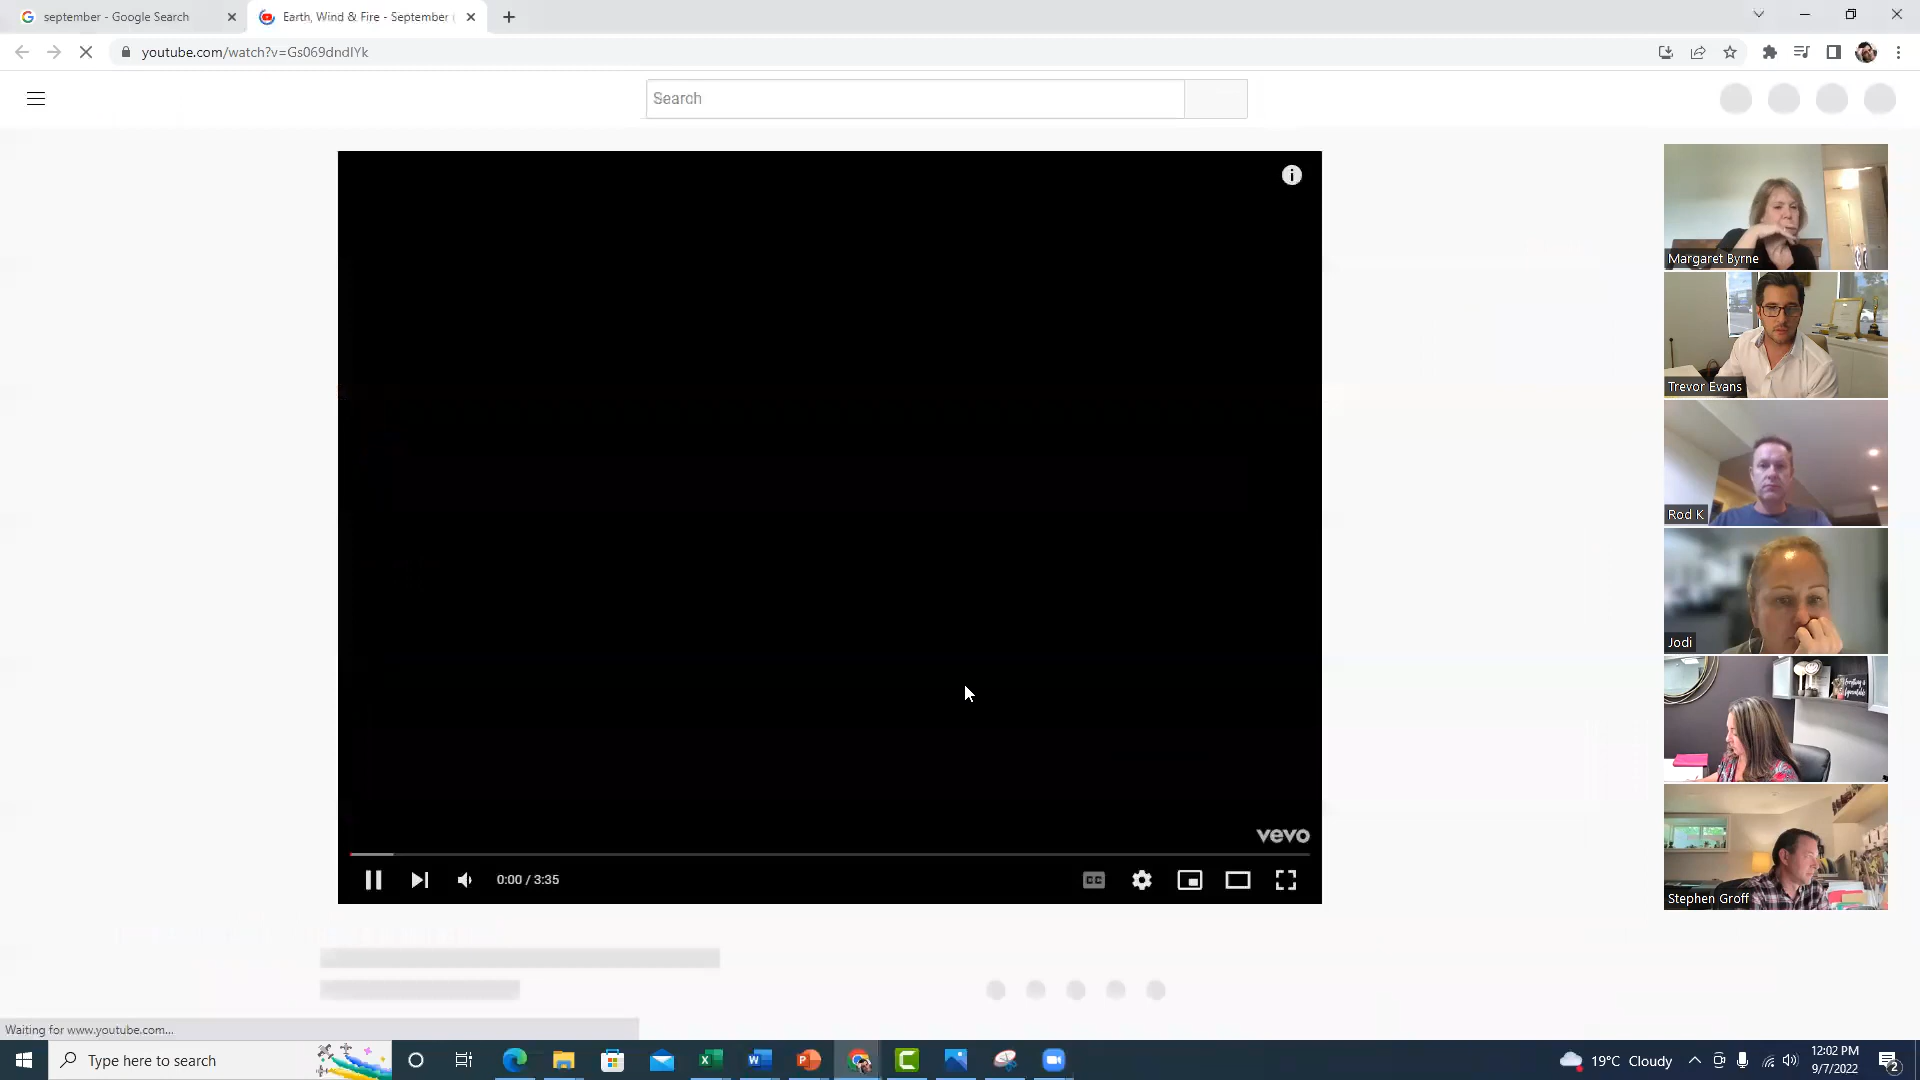 september - Google Search
Earth, Wind & Fire - September (
youtube.com/watch?v=Gs069dndIYk
Search
Margaret Byrne
Trevor Evans
Rod K
Jodi
Stephen Groff
vevo
0:00 / 3:35
CC
Waiting for www.youtube.com...
Type here to search
19°C Cloudy
12:02 PM
9/7/2022
2